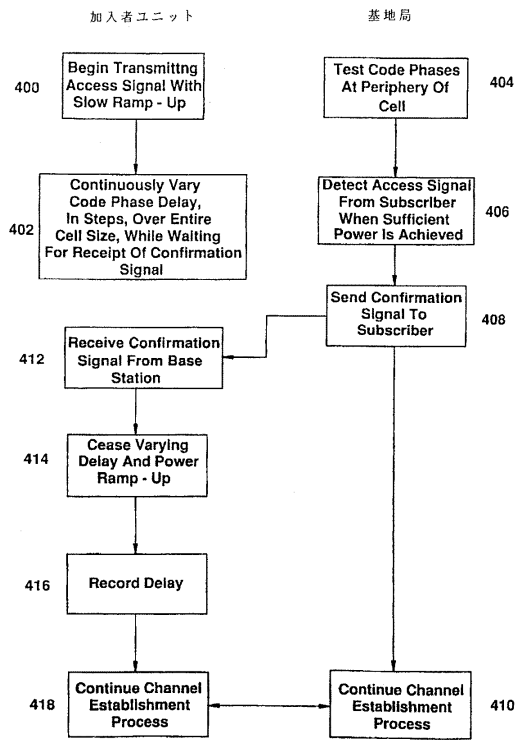 加入者ユニット
基地局
400
Begin Transmittng
Access Signal With
Slow Ramp - Up
Test Code Phases
At Periphery Of
Cell
404
402
Continuously Vary
Code Phase Delay,
In Steps, Over Entire
Cell Size, While Waiting
For Receipt Of Confirmation
Signal
Detect Access Signal
From Subscriber
When Sufficient
Power Is Achieved
406
Send Confirmation
Signal To
Subscriber
408
412
Receive Confirmation
Signal From Base
Station
414
Cease Varying
Delay And Power
Ramp - Up
416
Record Delay
418
Continue Channel
Establishment
Process
Continue Channel
Establishment
Process
410